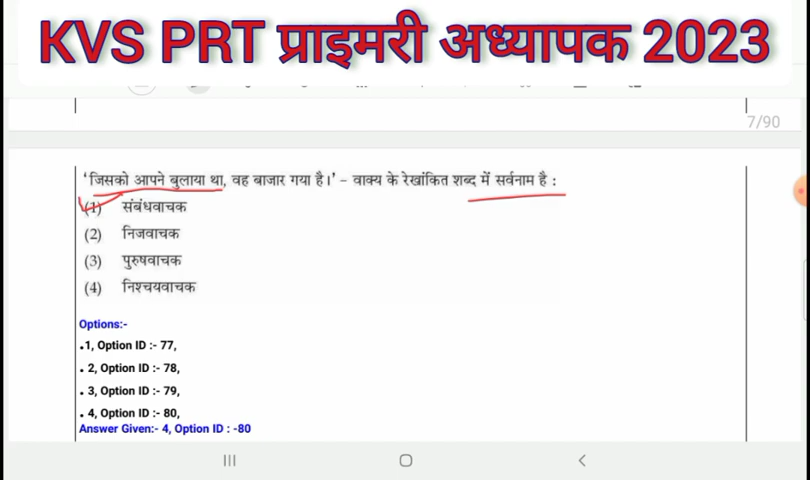 KVS PRT प्राइमरी अध्यापक 2023
7/90
'जिसको आपने बुलाया था, वह बाजार गया है।' – वाक्य के रेखांकित शब्द में सर्वनाम है :
(1) संबंधवाचक
(2) निजवाचक
(3) पुरुषवाचक
(4) निश्चयवाचक
Options:-
.1, Option ID :- 77,
. 2, Option ID :- 78,
. 3, Option ID :- 79,
. 4, Option ID :- 80,
Answer Given:- 4, Option ID : -80